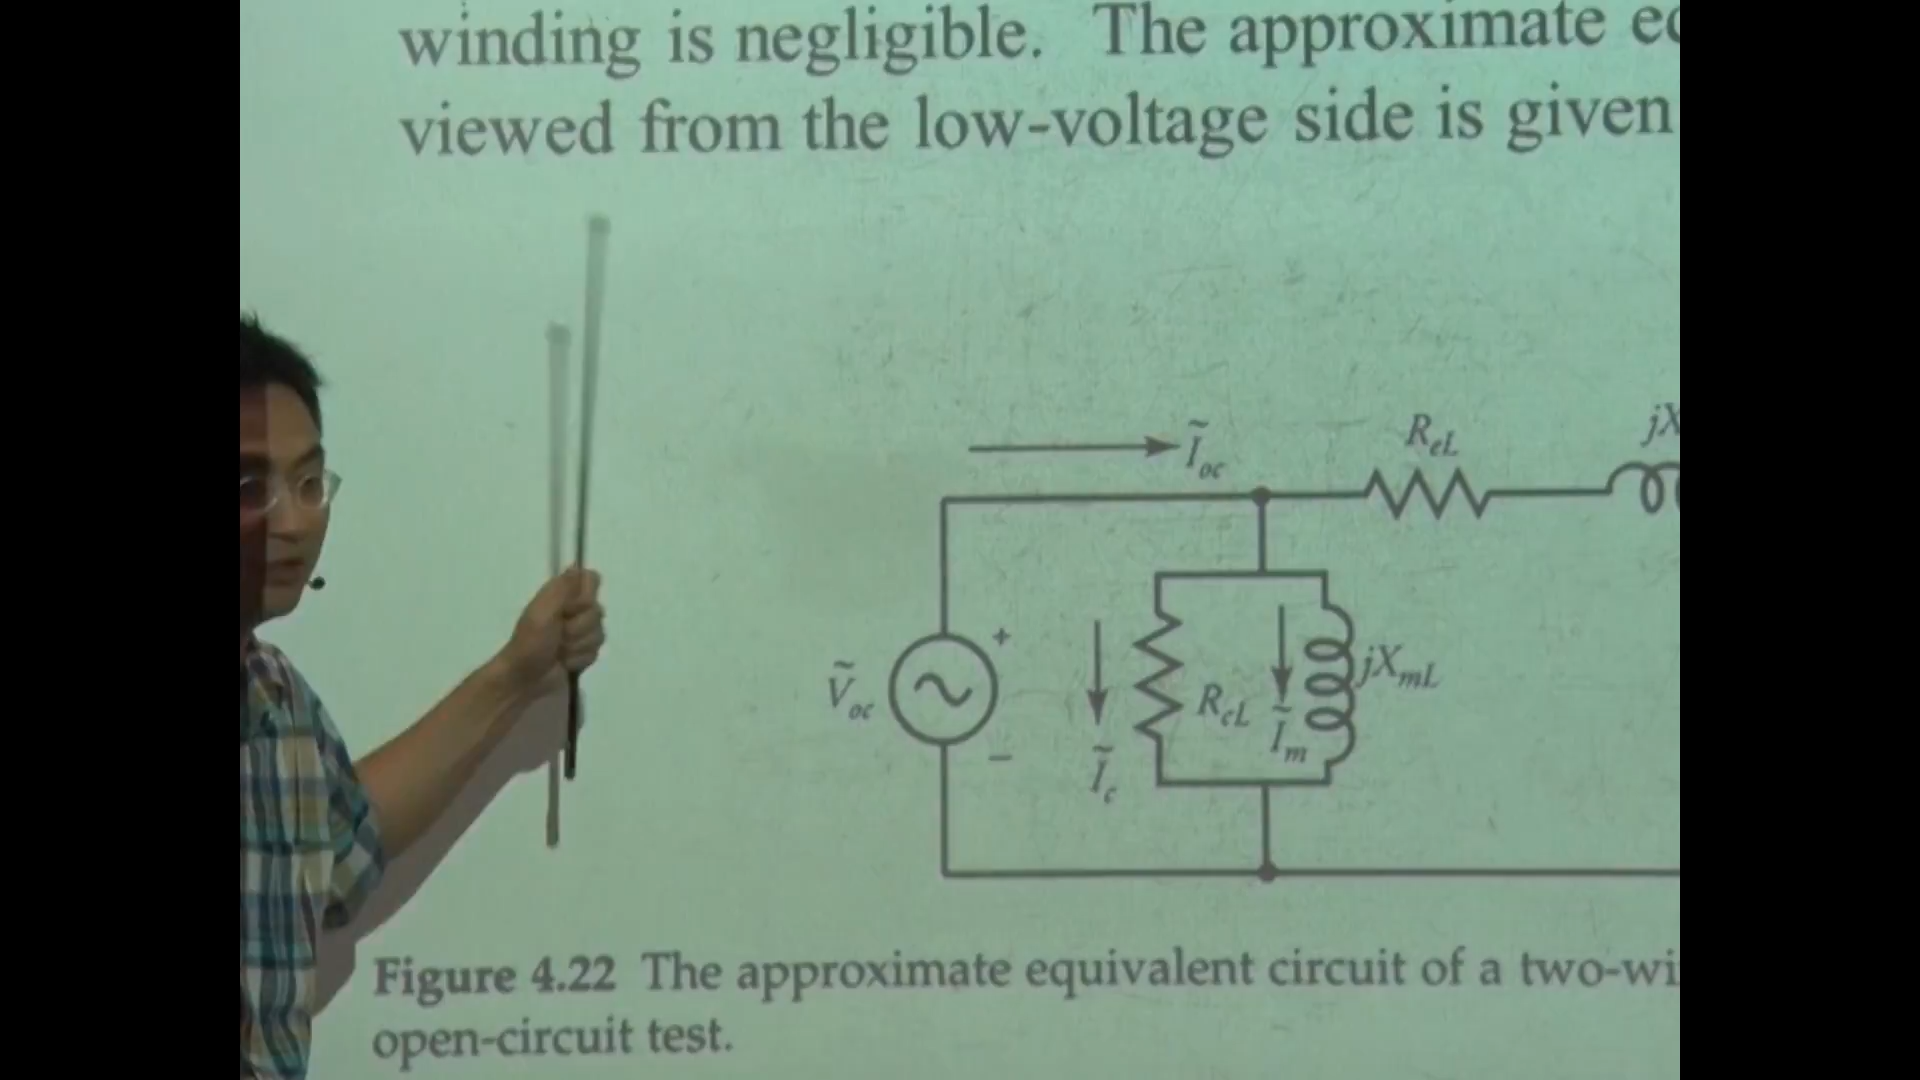 winding is negligible. The approximate
viewed from the low-voltage side is given
Ĩoc
ReL
jX
+
Ṽoc
RcL
jXmL
Ĩm
−
Ĩc
Figure 4.22 The approximate equivalent circuit of a two-wi
open-circuit test.